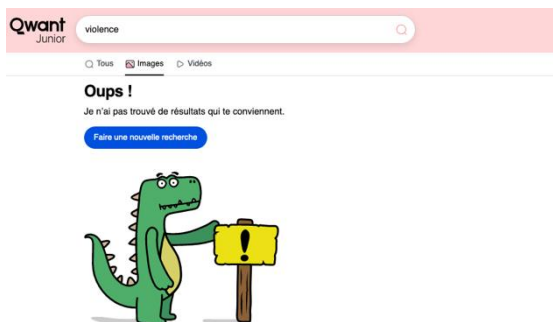 Qwant
Junior
violence
Tous Images Vidéos
Oups !
Je n'ai pas trouvé de résultats qui te conviennent.
Faire une nouvelle recherche
!